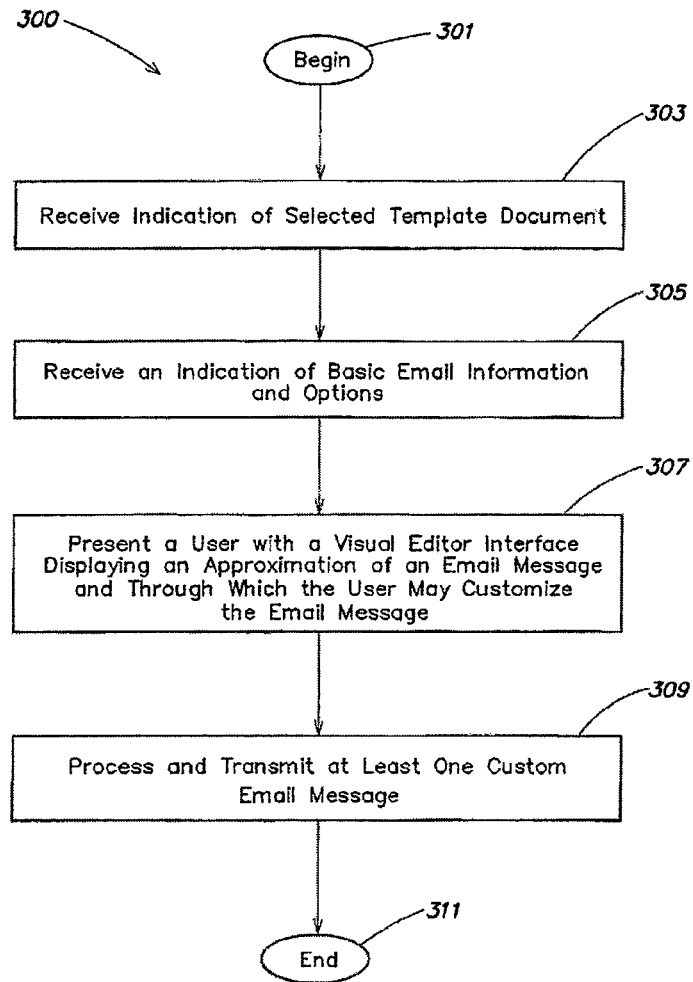 300
301
Begin
303
Receive Indication of Selected Template Document
305
Receive an Indication of Basic Email Information
and Options
307
Present a User with a Visual Editor Interface
Displaying an Approximation of an Email Message
and Through Which the User May Customize
the Email Message
309
Process and Transmit at Least One Custom
Email Message
311
End